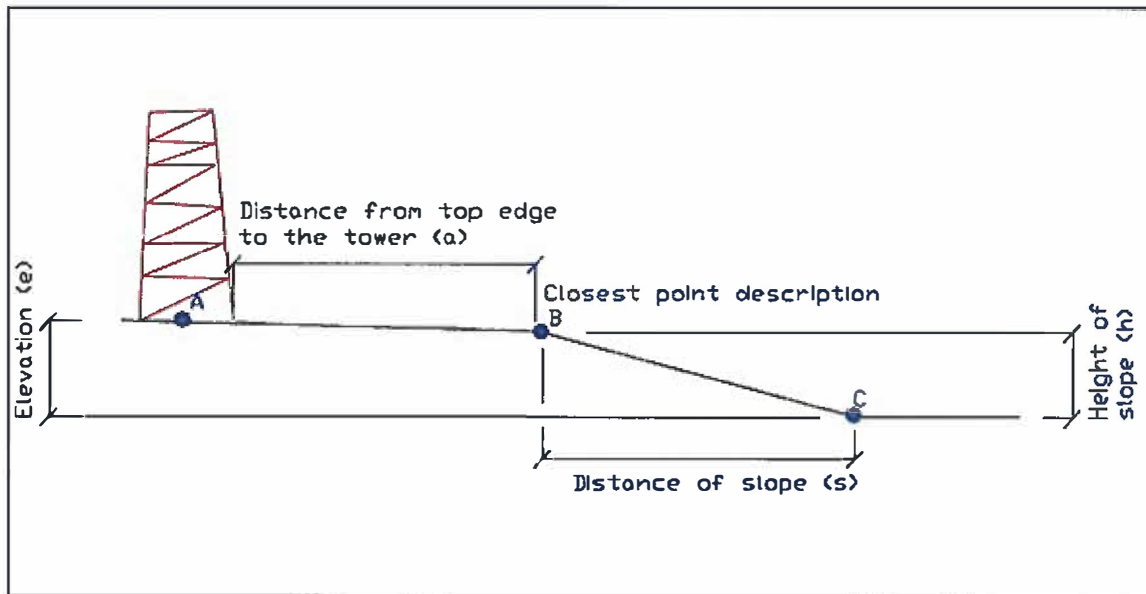 Distance from top edge
to the tower (a)
A
Closest point description
B
Elevation (e)
Height of
slope (h)
C
Distance of slope (s)